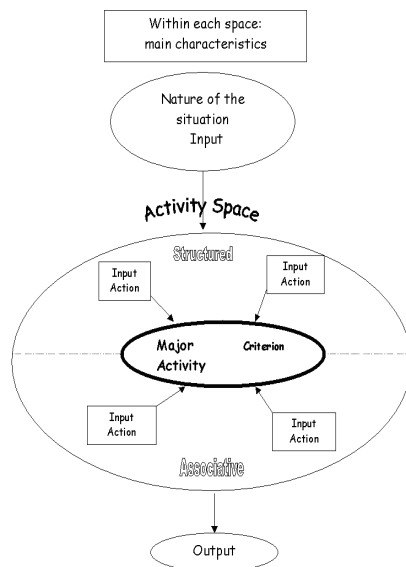 Within each space:
main characteristics
Nature of the
situation
Input
Activity Space
Structured
Input
Action
Input
Action
Major
Activity
Criterion
Input
Action
Input
Action
Associative
Output